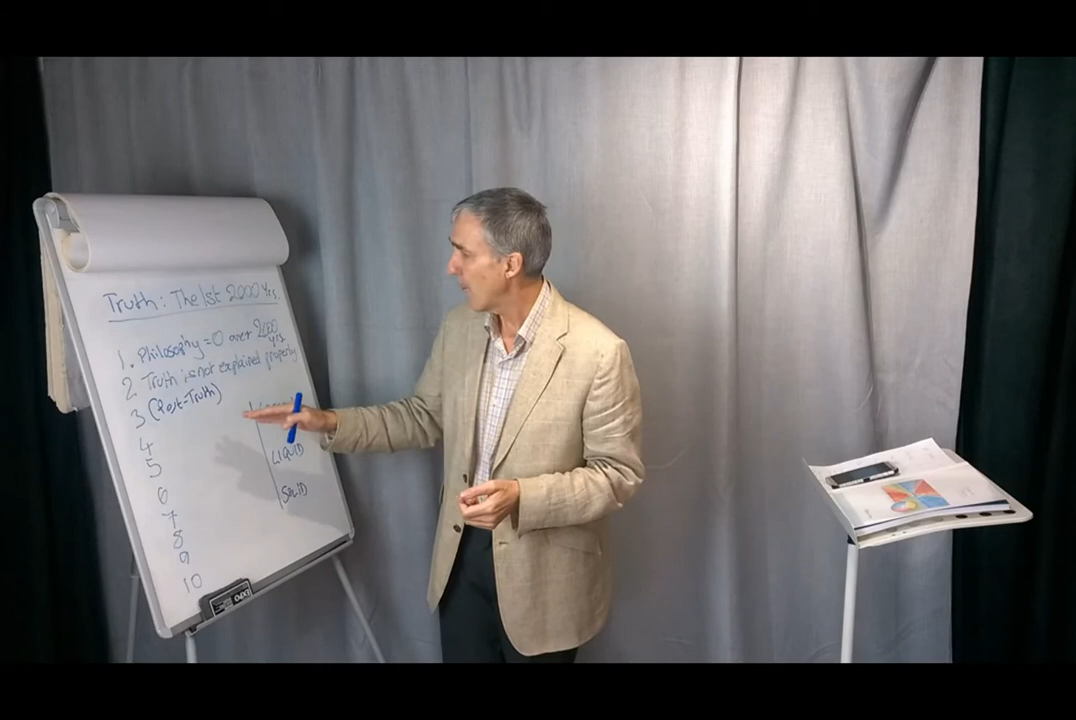 Truth: The 1st 2000 Yrs.
1. Philosophy = 0 over 2000 yrs
2. Truth is not explained properly
3 (Post-Truth)
4
LIQUID
5
6
SOLID
7
8
9
10